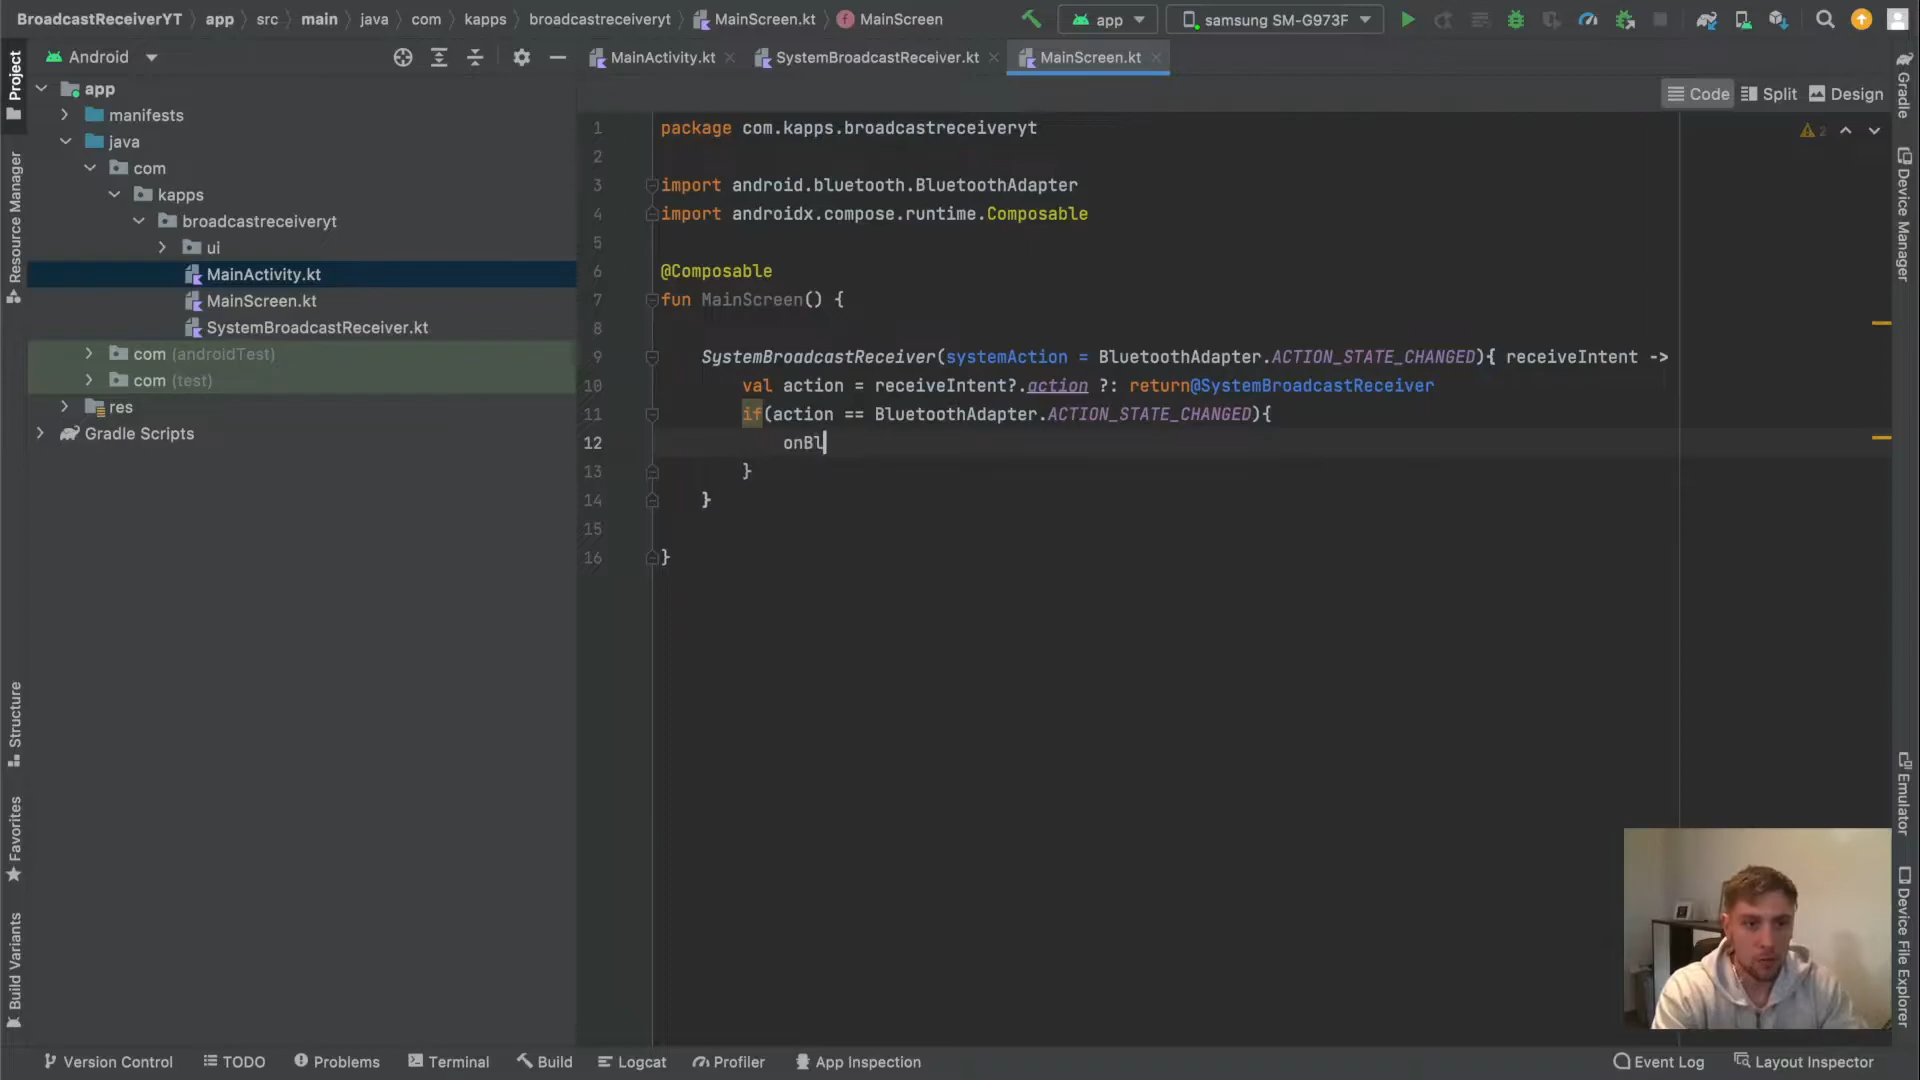 BroadcastReceiverYT app src main java com kapps broadcastreceiveryt MainScreen.kt MainScreen app samsung SM-G973F
Android MainActivity.kt SystemBroadcastReceiver.kt MainScreen.kt
Code Split Design
app
manifests
java
com
kapps
broadcastreceiveryt
ui
MainActivity.kt
MainScreen.kt
SystemBroadcastReceiver.kt
com (androidTest)
com (test)
res
Gradle Scripts
1 package com.kapps.broadcastreceiveryt
2
3 import android.bluetooth.BluetoothAdapter
4 import androidx.compose.runtime.Composable
5
6 @Composable
7 fun MainScreen() {
8
9 SystemBroadcastReceiver(systemAction = BluetoothAdapter.ACTION_STATE_CHANGED){ receiveIntent ->
10 val action = receiveIntent?.action ?: return@SystemBroadcastReceiver
11 if(action == BluetoothAdapter.ACTION_STATE_CHANGED){
12 onBl
13 }
14 }
15
16 }
2
Project
Resource Manager
Structure
Favorites
Build Variants
Gradle
Device Manager
Emulator
Device File Explorer
Version Control TODO Problems Terminal Build Logcat Profiler App Inspection Event Log Layout Inspector